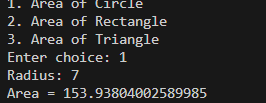 1. Area of Circle
2. Area of Rectangle
3. Area of Triangle
Enter choice: 1
Radius: 7
Area = 153.93804002589985